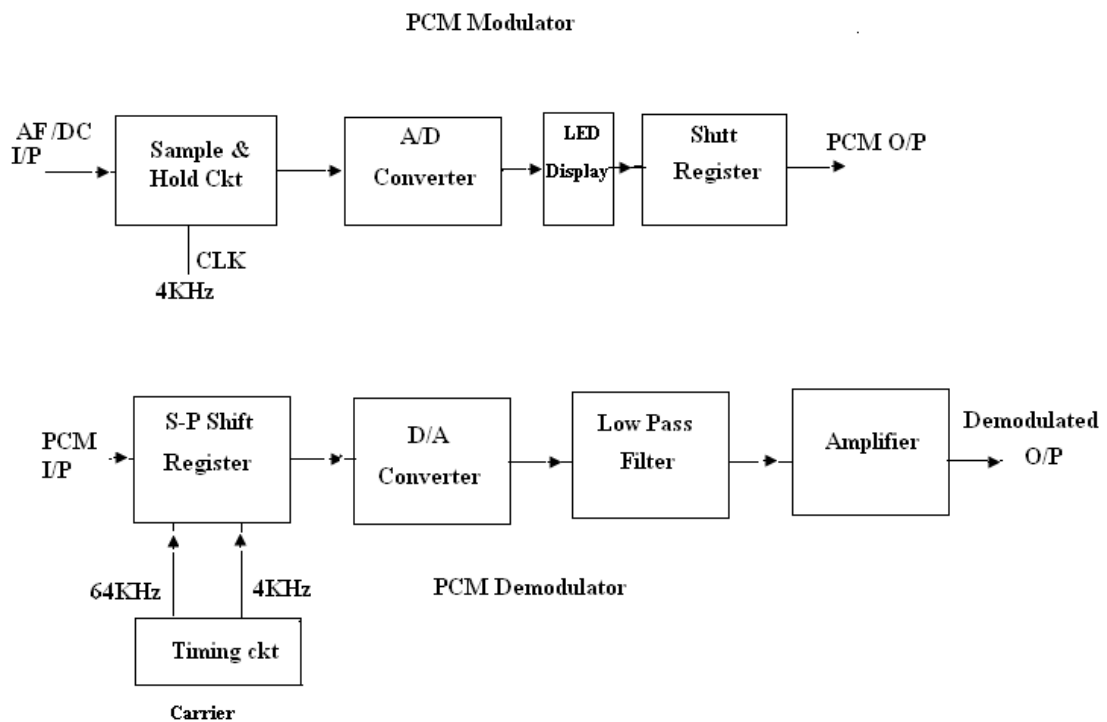 PCM Modulator
AF/DC
I/P
Sample &
Hold Ckt
A/D
Converter
LED
Display
Shift
Register
PCM O/P
CLK
4KHz
PCM
I/P
S-P Shift
Register
D/A
Converter
Low Pass
Filter
Amplifier
Demodulated
O/P
64KHz
4KHz
PCM Demodulator
Timing ckt
Carrier